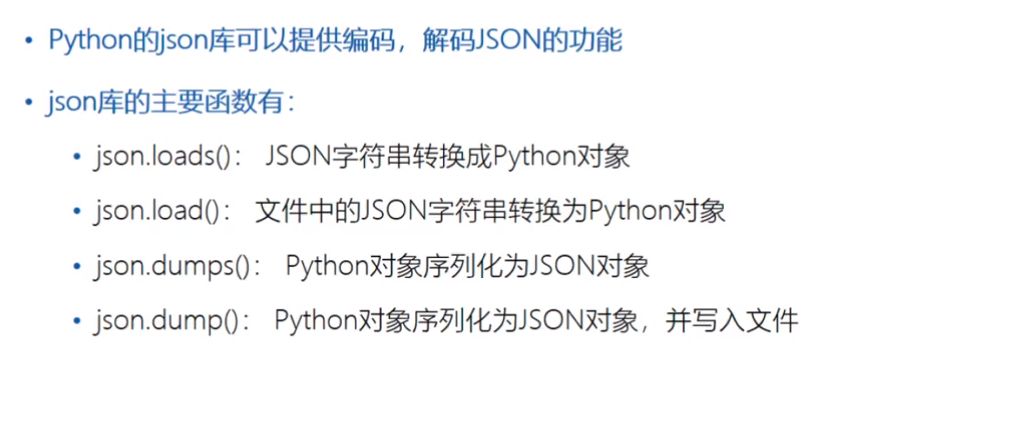 • Python的json库可以提供编码，解码JSON的功能
• json库的主要函数有：
• json.loads()： JSON字符串转换成Python对象
• json.load()： 文件中的JSON字符串转换为Python对象
• json.dumps()： Python对象序列化为JSON对象
• json.dump()： Python对象序列化为JSON对象，并写入文件